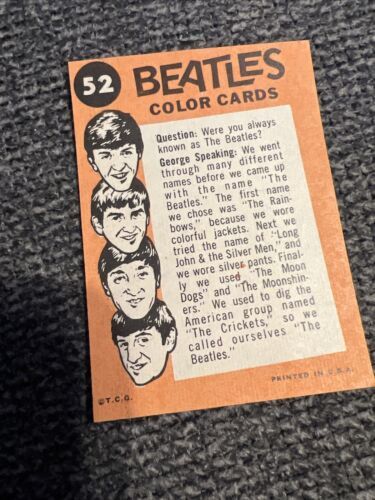 52
BEATLES
COLOR CARDS
Question: Were you always
known as The Beatles?
George Speaking: We went
through many different
names before we came up
with the name "The
Beatles." The first name
we chose was "The Rain-
bows," because we wore
colorful jackets. Next we
tried the name of "Long
John & the Silver Men," and
we wore silver pants. Final-
ly we used "The Moon
Dogs" and "The Moonshin-
ers." We used to dig the
American group named
"The Crickets," so we
called ourselves "The
Beatles."
©T.C.G.
PRINTED IN U.S.A.